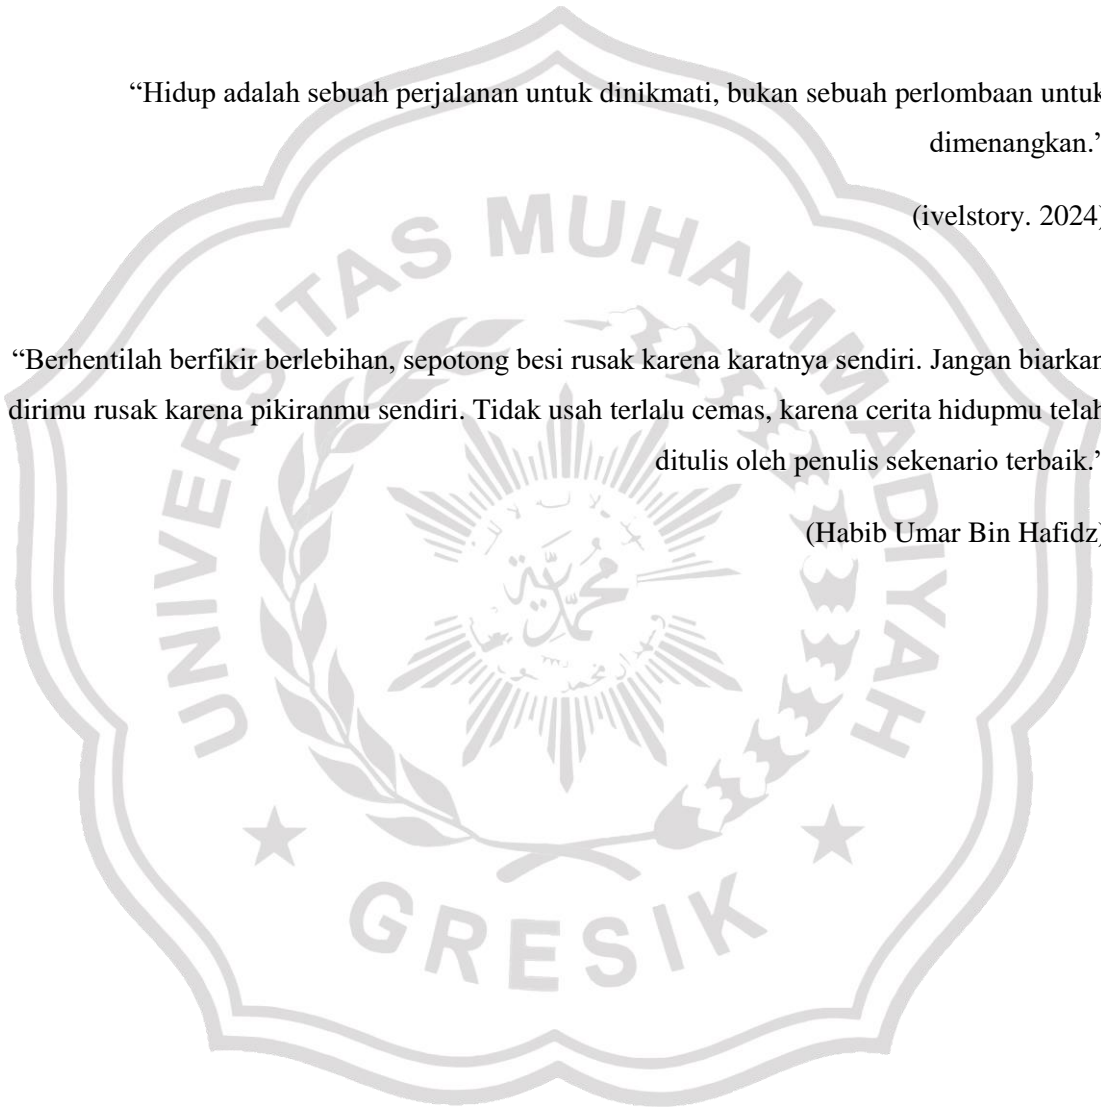 “Hidup adalah sebuah perjalanan untuk dinikmati, bukan sebuah perlombaan untuk
dimenangkan.”
(ivelstory. 2024)
“Berhentilah berfikir berlebihan, sepotong besi rusak karena karatnya sendiri. Jangan biarkan
dirimu rusak karena pikiranmu sendiri. Tidak usah terlalu cemas, karena cerita hidupmu telah
ditulis oleh penulis sekenario terbaik.”
(Habib Umar Bin Hafidz)
UNIVERSITAS MUHAMMADIYAH
محمد
GRESIK